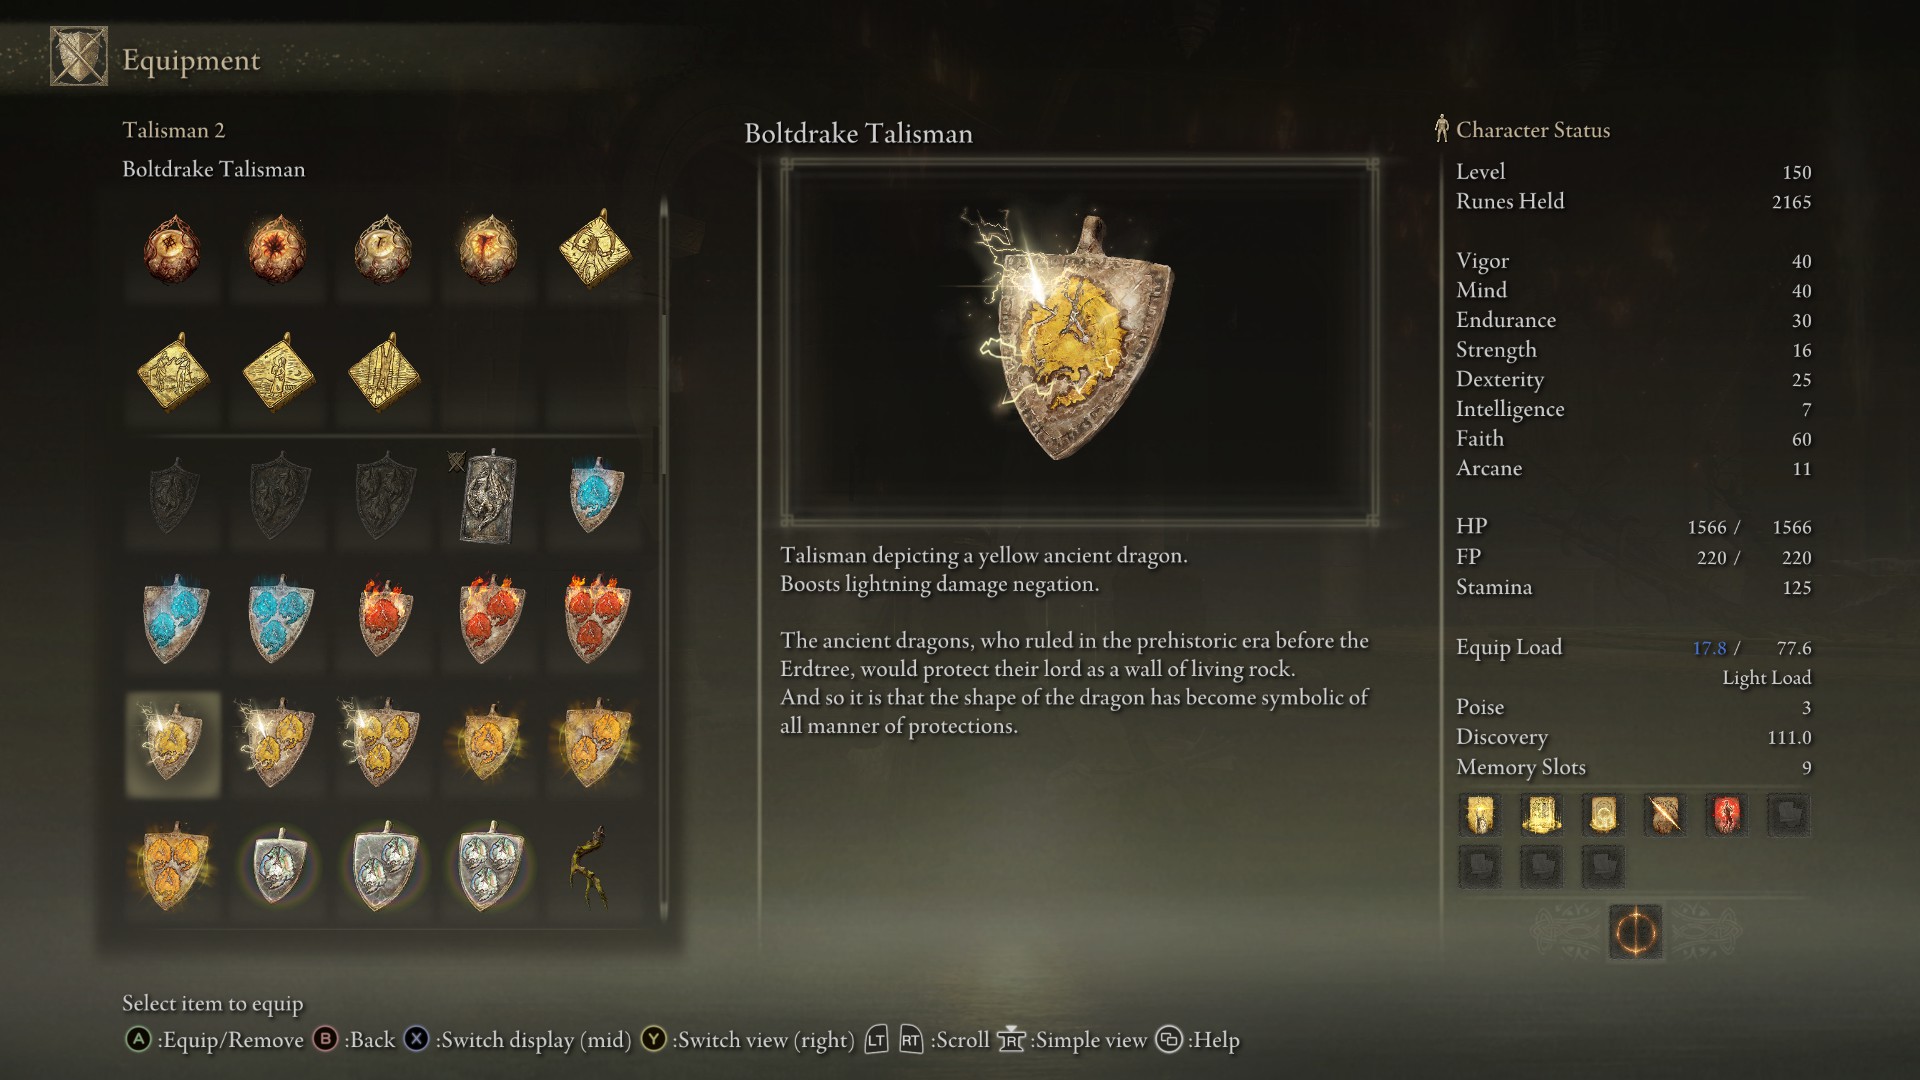 Equipment
Talisman 2
Boltdrake Talisman
Boltdrake Talisman
Talisman depicting a yellow ancient dragon.
Boosts lightning damage negation.
The ancient dragons, who ruled in the prehistoric era before the
Erdtree, would protect their lord as a wall of living rock.
And so it is that the shape of the dragon has become symbolic of
all manner of protections.
Character Status
Level 150
Runes Held 2165
Vigor 40
Mind 40
Endurance 30
Strength 16
Dexterity 25
Intelligence 7
Faith 60
Arcane 11
HP 1566 / 1566
FP 220 / 220
Stamina 125
Equip Load 17.8 / 77.6
Light Load
Poise 3
Discovery 111.0
Memory Slots 9
Select item to equip
A :Equip/Remove B :Back X :Switch display (mid) Y :Switch view (right) LT RT :Scroll R :Simple view :Help